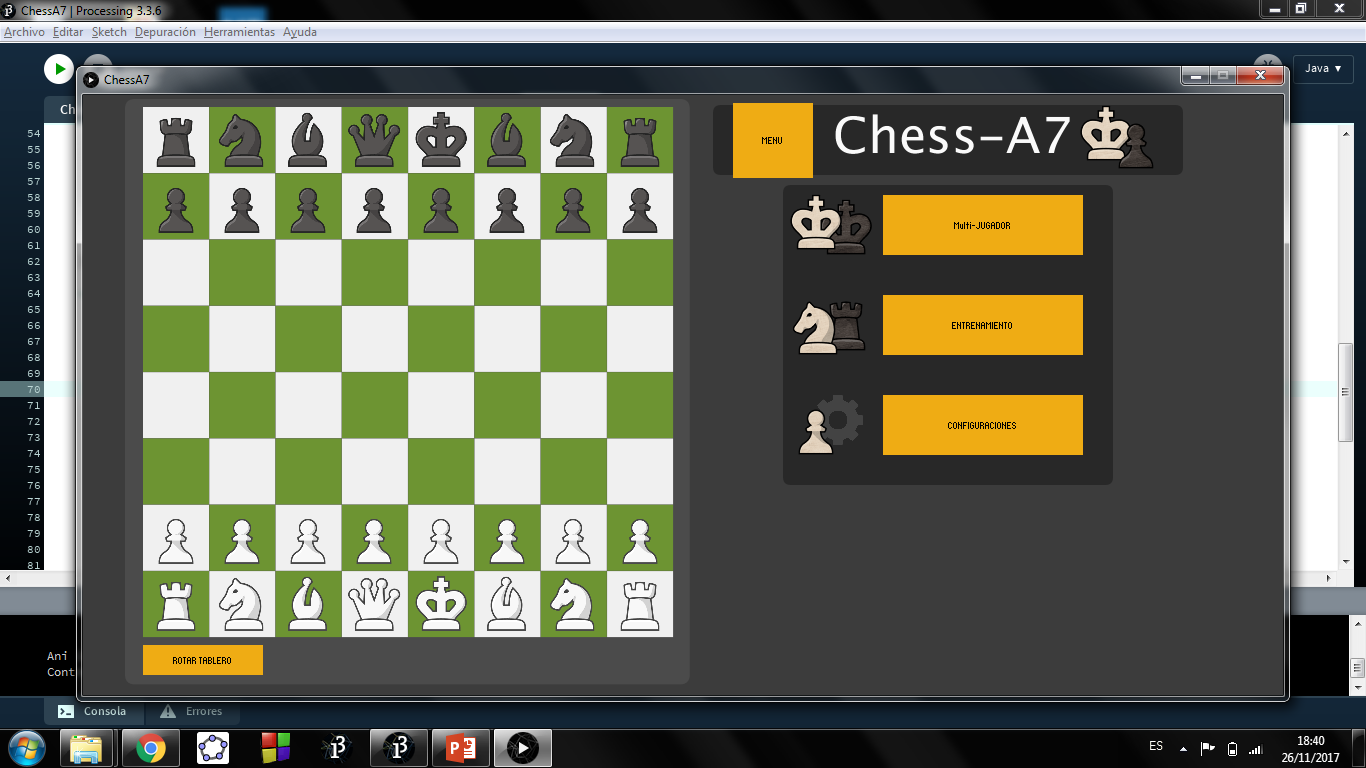 ChessA7 | Processing 3.3.6
Archivo Editar Sketch Depuración Herramientas Ayuda
Java ▾
ChessA7
Ch
54
55
56
57
58
59
60
61
62
63
64
65
66
67
68
69
70
71
72
73
74
75
76
77
78
79
80
81
MENU
Chess-A7
Multi-JUGADOR
ENTRENAMIENTO
CONFIGURACIONES
ROTAR TABLERO
Ani
Cont
Consola
Errores
ES
18:40
26/11/2017